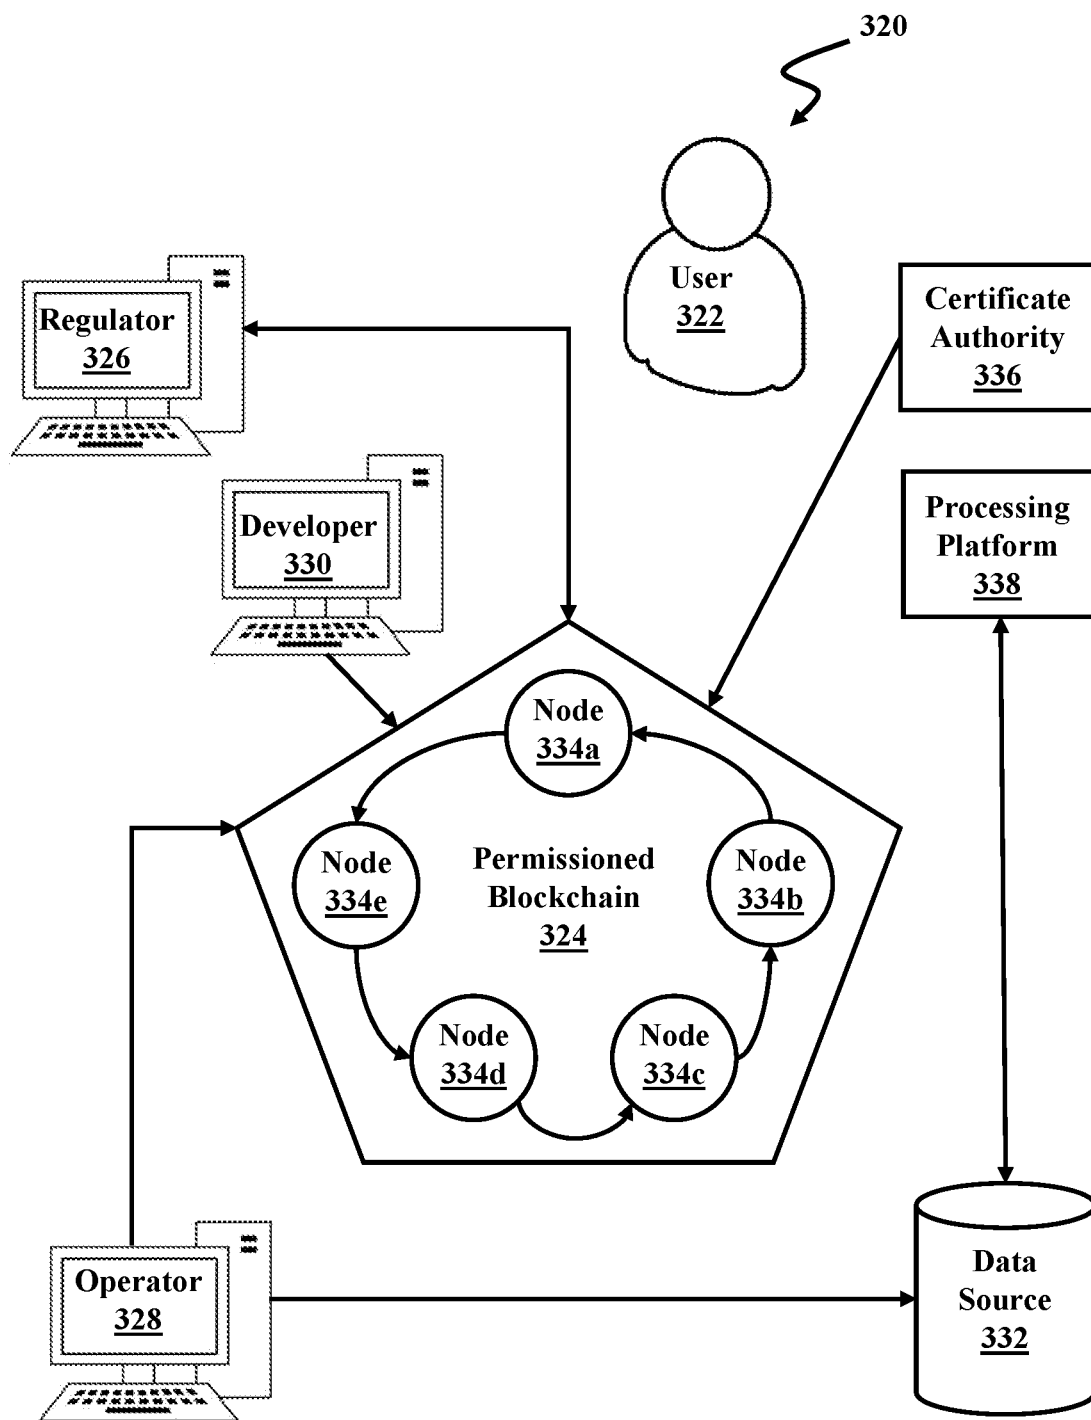 320
User
322
Certificate
Authority
336
Regulator
326
Processing
Platform
338
Developer
330
Node
334a
Node
334e
Permissioned
Blockchain
324
Node
334b
Node
334d
Node
334c
Operator
328
Data
Source
332